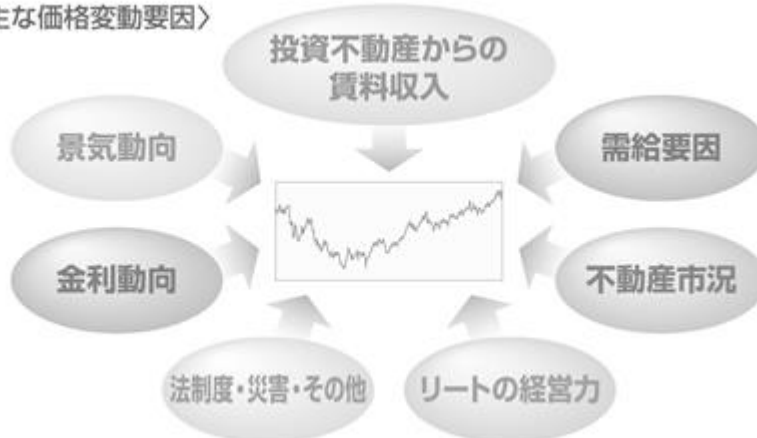 主な価格変動要因〉
投資不動産からの
賃料収入
景気動向
需給要因
金利動向
不動産市況
法制度・災害・その他
リートの経営力